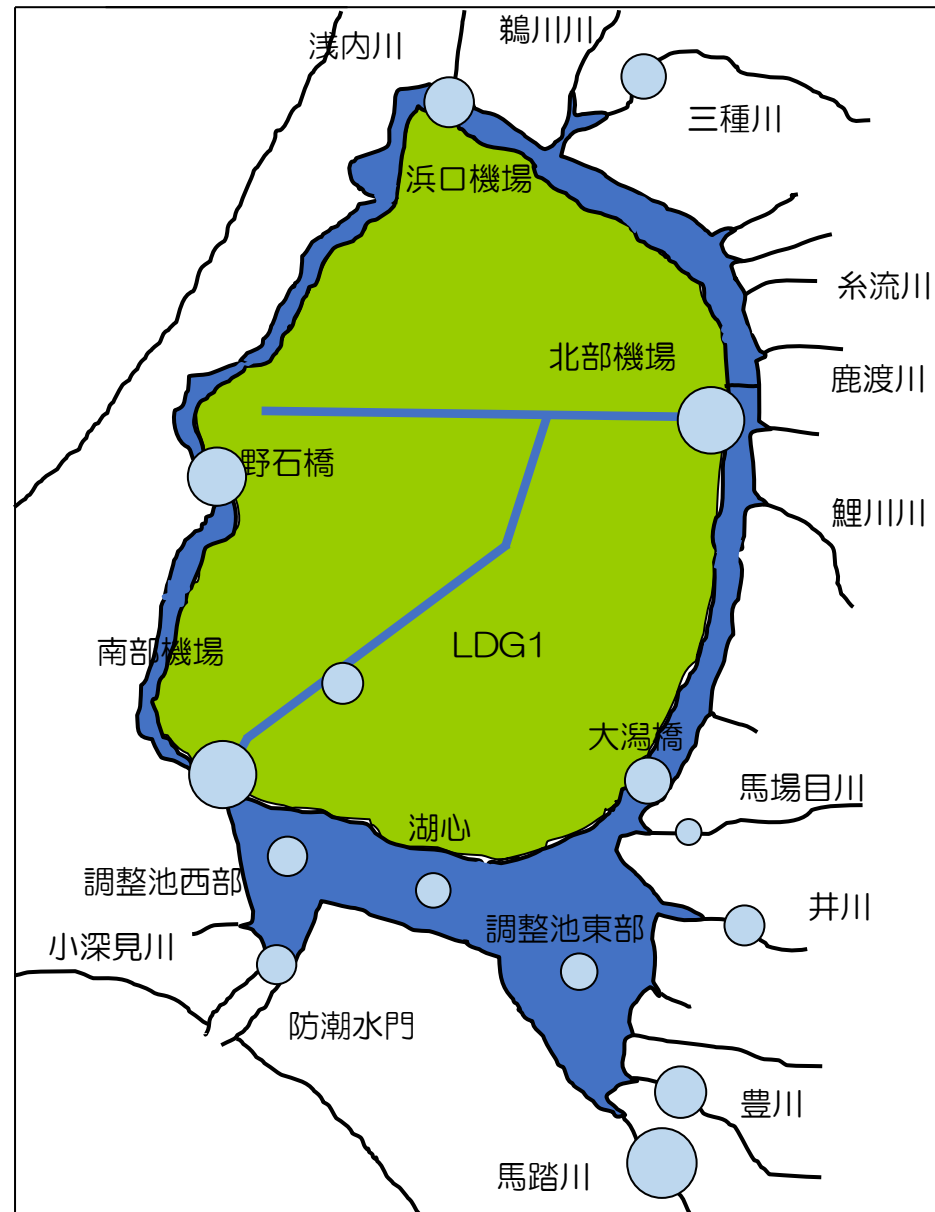 鵜川川
浅内川
三種川
浜口機場
糸流川
北部機場
鹿渡川
野石橋
鯉川川
LDG1
南部機場
大潟橋
馬場目川
湖心
調整池西部
井川
調整池東部
小深見川
防潮水門
豊川
馬踏川